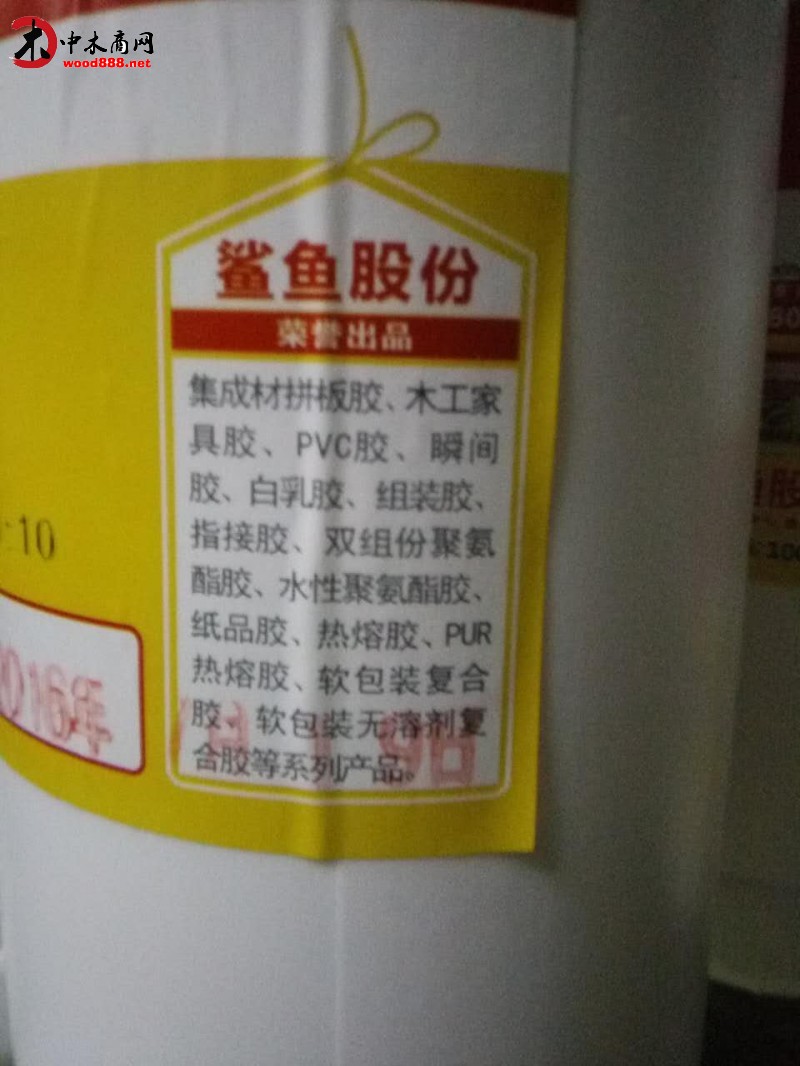 中木商网
wood888.net
鲨鱼股份
荣誉出品
集成材拼板胶、木工家
具胶、PVC胶、瞬间
胶、白乳胶、组装胶、
指接胶、双组份聚氨
酯胶、水性聚氨酯胶、
纸品胶、热熔胶、PUR
热熔胶、软包装复合
胶、软包装无溶剂复
合胶等系列产品。
:10
2016年
股
100